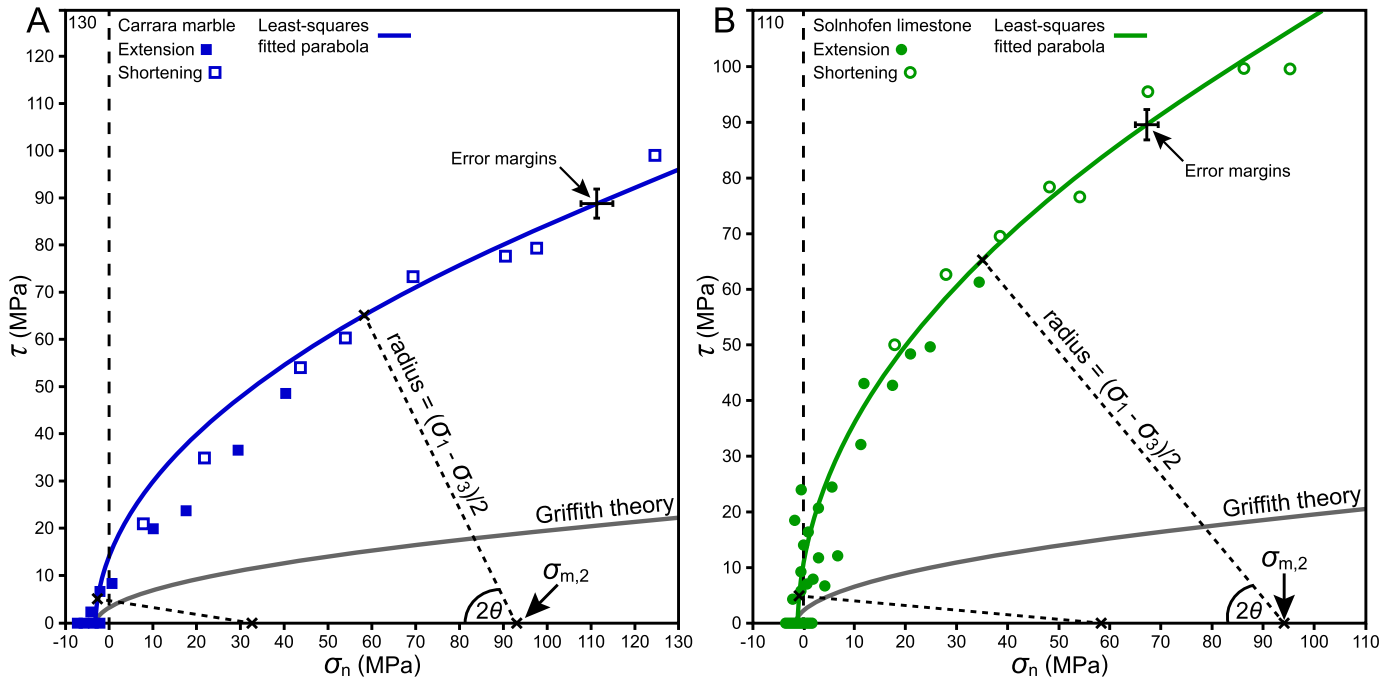 A
130
Carrara marble
Extension
Shortening
Least-squares
fitted parabola
120
110
100
90
80
70
60
50
40
30
20
10
0
τ (MPa)
Error margins
radius = (σ1 - σ3)/2
Griffith theory
2θ
σm,2
-10 0 10 20 30 40 50 60 70 80 90 100 110 120 130
σn (MPa)
B
110
Solnhofen limestone
Extension
Shortening
Least-squares
fitted parabola
100
90
80
70
60
50
40
30
20
10
0
τ (MPa)
Error margins
radius = (σ1 - σ3)/2
Griffith theory
2θ
σm,2
-10 0 10 20 30 40 50 60 70 80 90 100 110
σn (MPa)